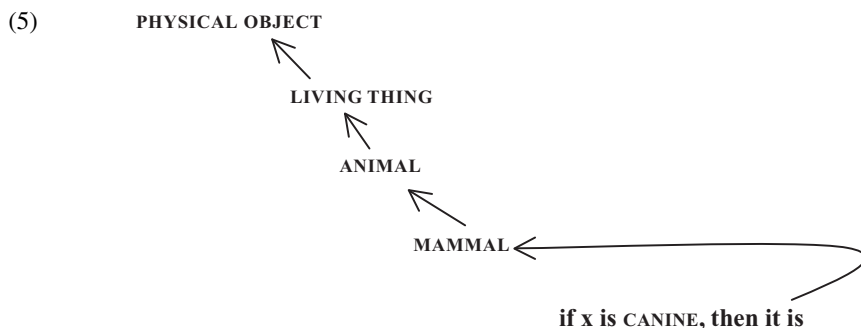 (5) PHYSICAL OBJECT
LIVING THING
ANIMAL
MAMMAL
if x is CANINE, then it is